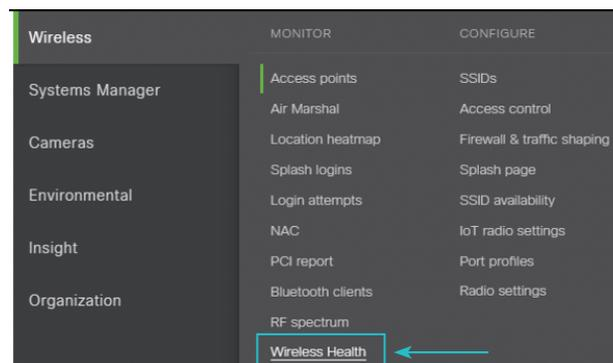 Wireless
Systems Manager
Cameras
Environmental
Insight
Organization
MONITOR
Access points
Air Marshal
Location heatmap
Splash logins
Login attempts
NAC
PCI report
Bluetooth clients
RF spectrum
Wireless Health
CONFIGURE
SSIDs
Access control
Firewall & traffic shaping
Splash page
SSID availability
IoT radio settings
Port profiles
Radio settings